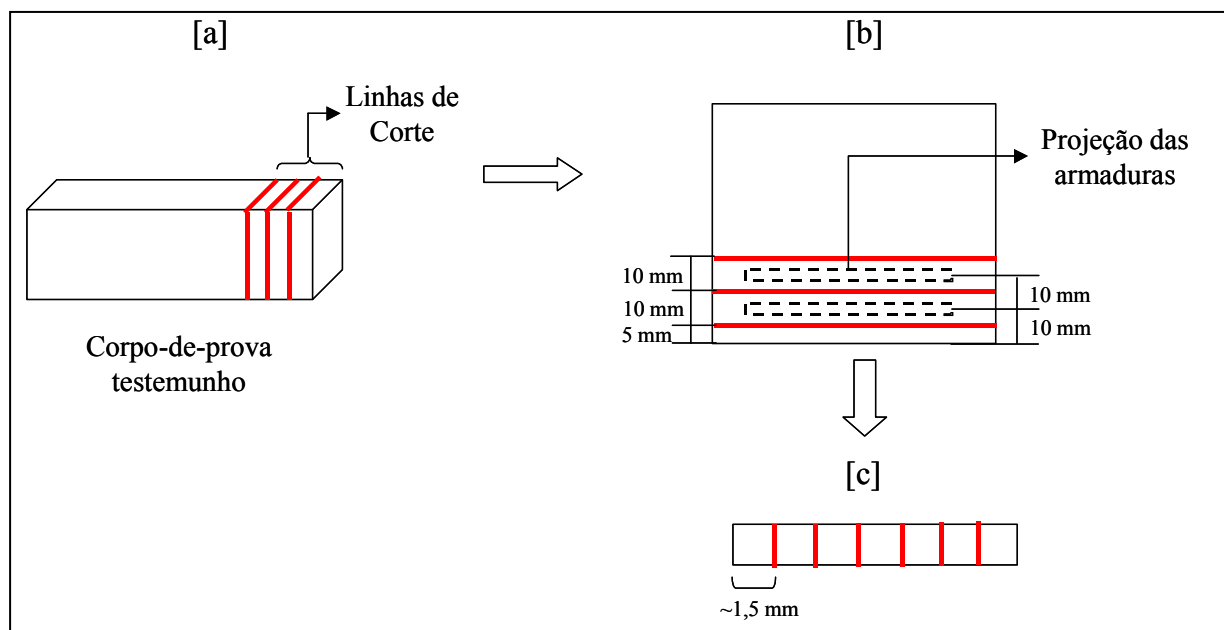 [a]
Linhas de
Corte
Corpo-de-prova
testemunho
[b]
Projeção das
armaduras
10 mm
10 mm
5 mm
10 mm
10 mm
[c]
~1,5 mm